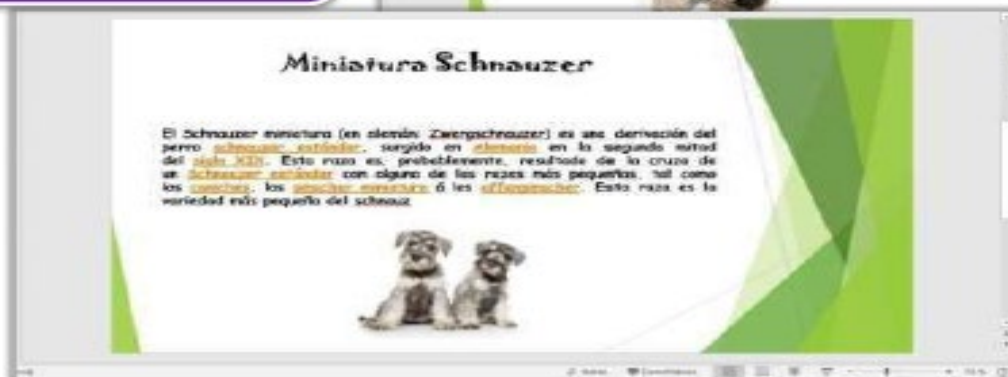 Miniatura Schnauzer
El Schnauzer miniatura (en alemán: Zwergschnauzer) es una derivación del
perro schnauzer estándar, surgido en alemania en la segunda mitad
del siglo XIX. Esta raza es, probablemente, resultado de la cruza de
un Schnauzer estándar con alguna de las razas más pequeñas, tal como
los caniches, los pinscher miniatura ó los affenpinscher. Esta raza es la
variedad más pequeña del schnauz